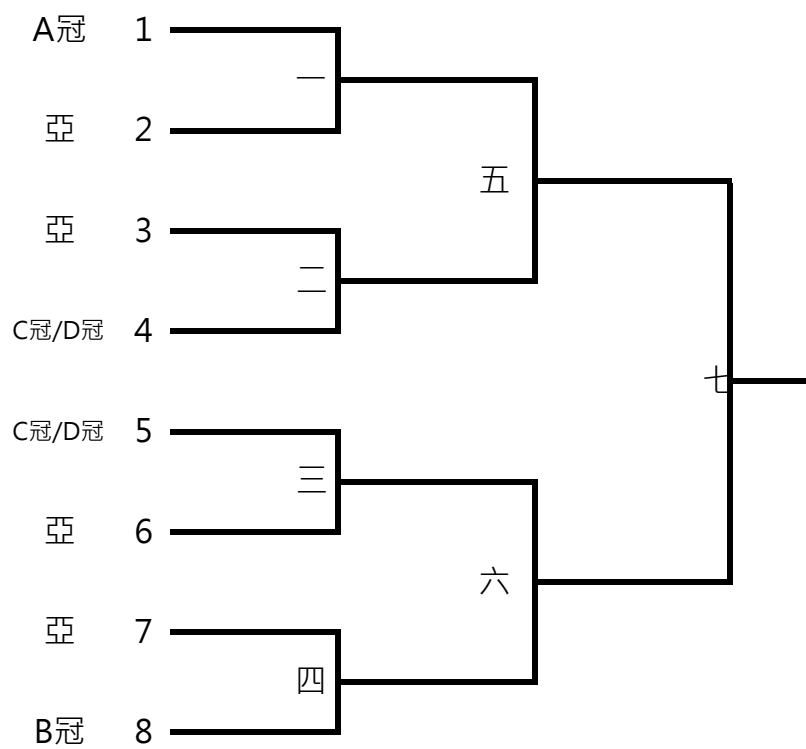 A冠 1
一
亞 2
五
亞 3
二
C冠/D冠 4
七
C冠/D冠 5
三
亞 6
六
亞 7
四
B冠 8